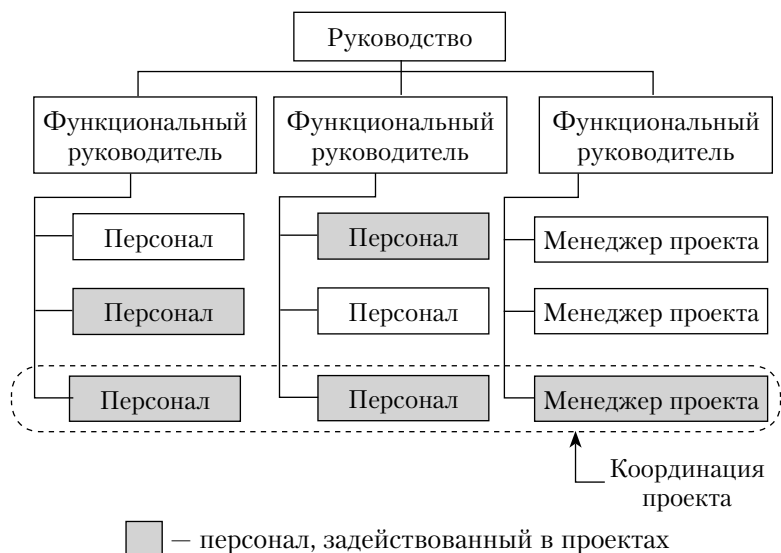 Руководство
Функциональный
руководитель
Функциональный
руководитель
Функциональный
руководитель
Персонал
Персонал
Менеджер проекта
Персонал
Персонал
Менеджер проекта
Персонал
Персонал
Менеджер проекта
Координация
проекта
— персонал, задействованный в проектах